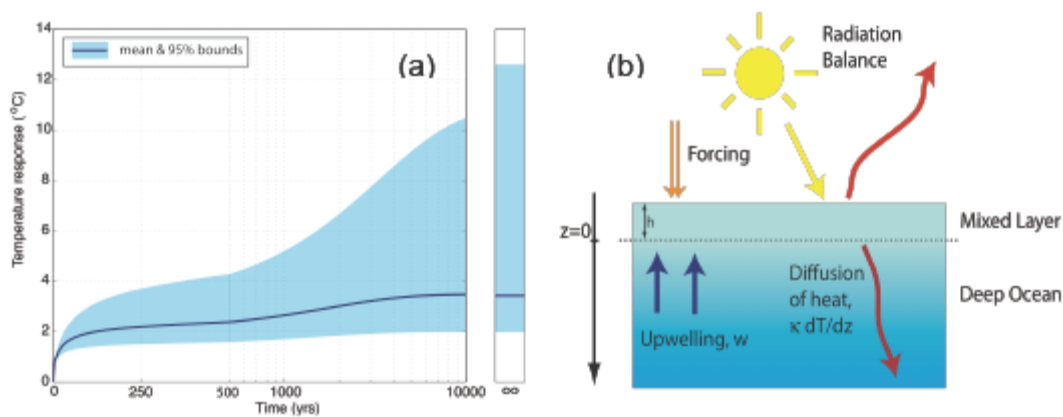 14
12
10
8
6
4
2
0
Temperature response (°C)
mean & 95% bounds
(a)
0
250
500
1000
10000
∞
Time (yrs)
(b)
Radiation
Balance
Forcing
h
z=0
Mixed Layer
Diffusion
of heat,
κ dT/dz
Deep Ocean
Upwelling, w